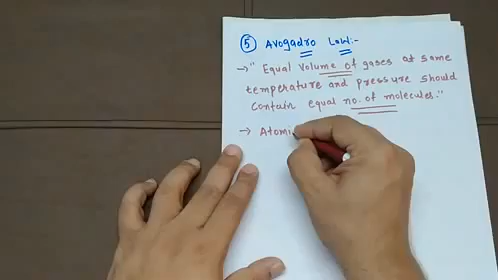 ⑤ Avogadro Law:-
→" Equal Volume of gases at same
temperature and pressure should
contain equal no. of molecules."
→ Atomi